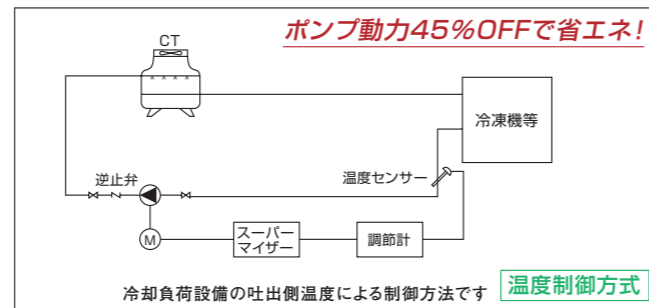 ポンプ動力45%OFFで省エネ!
CT
冷凍機等
逆止弁
温度センサー
M
スーパー
マイザー
調節計
冷却負荷設備の吐出側温度による制御方法です
温度制御方式